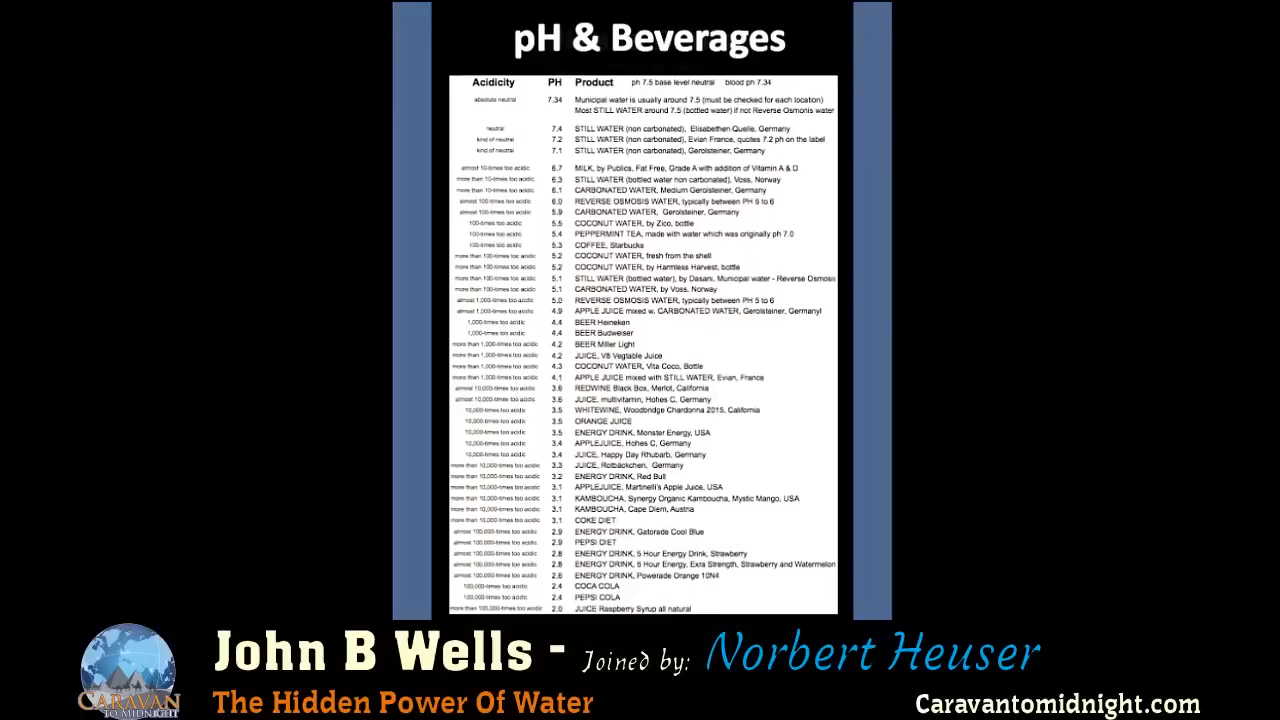 pH & Beverages
Acidicity PH Product ph 7.5 base level neutral blood ph 7.34
absolute neutral 7.34 Municipal water is usually around 7.5 (must be checked for each location)
Most STILL WATER around 7.5 (bottled water) if not Reverse Osmonis water
neutral 7.4 STILL WATER (non carbonated), Elisabethen Quelle, Germany
kind of neutral 7.2 STILL WATER (non carbonated), Evian France, quotes 7.2 ph on the label
kind of neutral 7.1 STILL WATER (non carbonated), Gerolsteiner, Germany
almost 10-times too acidic 6.7 MILK, by Publics, Fat Free, Grade A with addition of Vitamin A & D
more than 10-times too acidic 6.3 STILL WATER (bottled water non carbonated), Voss, Norway
more than 10-times too acidic 6.1 CARBONATED WATER, Medium Gerolsteiner, Germany
almost 100-times too acidic 6.0 REVERSE OSMOSIS WATER, typically between PH 5 to 6
almost 100-times too acidic 5.9 CARBONATED WATER, Gerolsteiner, Germany
100-times too acidic 5.5 COCONUT WATER, by Zico, bottle
100-times too acidic 5.4 PEPPERMINT TEA, made with water which was originally ph 7.0
100-times too acidic 5.3 COFFEE, Starbucks
more than 100-times too acidic 5.2 COCONUT WATER, fresh from the shell
more than 100-times too acidic 5.2 COCONUT WATER, by Harmless Harvest, bottle
more than 100-times too acidic 5.1 STILL WATER (bottled water), by Dasani, Municipal water - Reverse Osmosis
more than 100-times too acidic 5.1 CARBONATED WATER, by Voss, Norway
almost 1,000-times too acidic 5.0 REVERSE OSMOSIS WATER, typically between PH 5 to 6
almost 1,000-times too acidic 4.9 APPLE JUICE mixed w. CARBONATED WATER, Gerolsteiner, Germanyl
1,000-times too acidic 4.4 BEER Heineken
1,000-times too acidic 4.4 BEER Budweiser
more than 1,000-times too acidic 4.2 BEER Miller Light
more than 1,000-times too acidic 4.2 JUICE, V8 Vegtable Juice
more than 1,000-times too acidic 4.3 COCONUT WATER, Vita Coco, Bottle
more than 1,000-times too acidic 4.1 APPLE JUICE mixed with STILL WATER, Evian, France
almost 10,000-times too acidic 3.6 REDWINE Black Box, Merlot, California
almost 10,000-times too acidic 3.6 JUICE, multivitamin, Hohes C, Germany
10,000-times too acidic 3.5 WHITEWINE, Woodbridge Chardonna 2015, California
10,000-times too acidic 3.5 ORANGE JUICE
10,000-times too acidic 3.5 ENERGY DRINK, Monster Energy, USA
10,000-times too acidic 3.4 APPLEJUICE, Hohes C, Germany
10,000-times too acidic 3.4 JUICE, Happy Day Rhubarb, Germany
more than 10,000-times too acidic 3.3 JUICE, Rotbäckchen, Germany
more than 10,000-times too acidic 3.2 ENERGY DRINK, Red Bull
more than 10,000-times too acidic 3.1 APPLEJUICE, Martinelli's Apple Juice, USA
more than 10,000-times too acidic 3.1 KAMBOUCHA, Synergy Organic Kamboucha, Mystic Mango, USA
more than 10,000-times too acidic 3.1 KAMBOUCHA, Cape Diem, Austria
more than 10,000-times too acidic 3.1 COKE DIET
almost 100,000-times too acidic 2.9 ENERGY DRINK, Gatorade Cool Blue
almost 100,000-times too acidic 2.9 PEPSI DIET
almost 100,000-times too acidic 2.8 ENERGY DRINK, 5 Hour Energy Drink, Strawberry
almost 100,000-times too acidic 2.8 ENERGY DRINK, 5 Hour Energy, Exra Strength, Strawberry and Watermelon
almost 100,000-times too acidic 2.6 ENERGY DRINK, Powerade Orange 10N4
100,000-times too acidic 2.4 COCA COLA
100,000-times too acidic 2.4 PEPSI COLA
more than 100,000-times too acidic 2.0 JUICE Raspberry Syrup all natural
John B Wells - Joined by: Norbert Heuser
The Hidden Power Of Water
Caravantomidnight.com
CARAVAN
TO MIDNIGHT